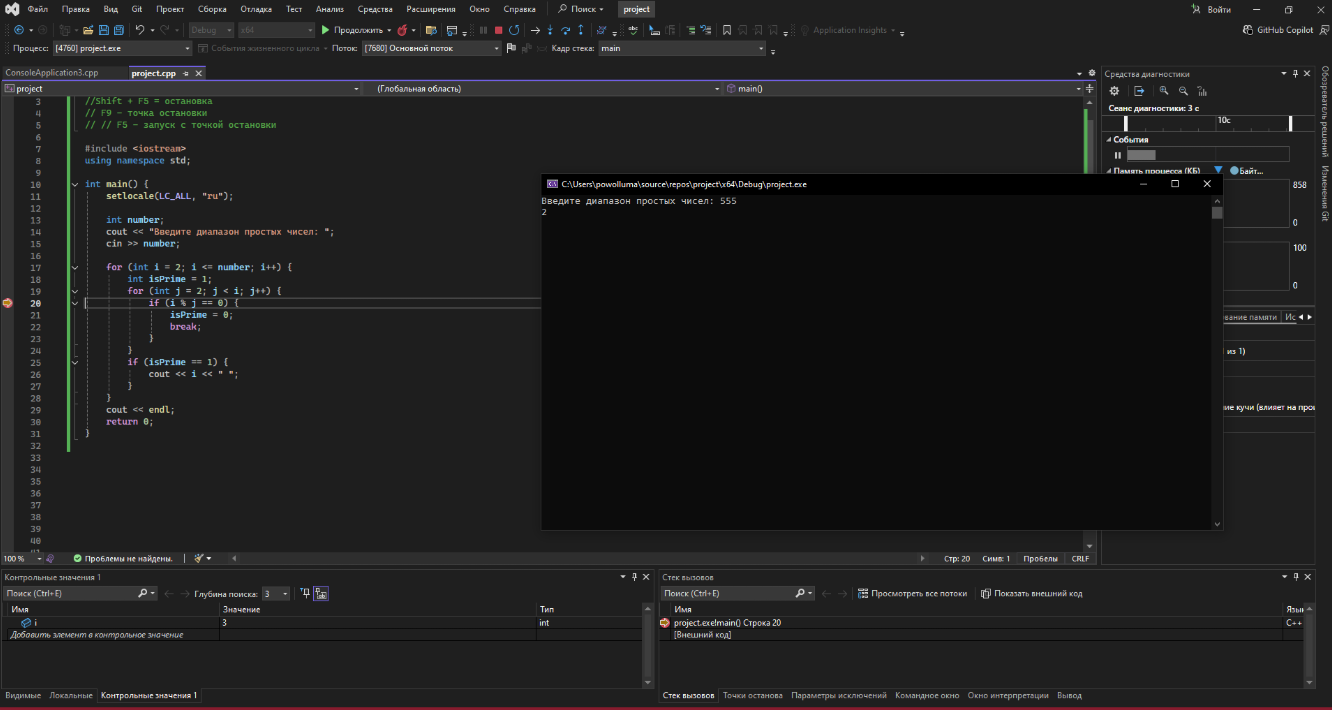 Файл Правка Вид Git Проект Сборка Отладка Тест Анализ Средства Расширения Окно Справка Поиск project Войти
Debug x64 Продолжить Application Insights GitHub Copilot
Процесс: [4760] project.exe События жизненного цикла Поток: [7680] Основной поток Кадр стека: main
ConsoleApplication3.cpp project.cpp
project (Глобальная область) main()
3 //Shift + F5 = остановка
4 // F9 - точка остановки
5 // // F5 - запуск с точкой остановки
6
7 #include <iostream>
8 using namespace std;
9
10 int main() {
11 setlocale(LC_ALL, "ru");
12
13 int number;
14 cout << "Введите диапазон простых чисел: ";
15 cin >> number;
16
17 for (int i = 2; i <= number; i++) {
18 int isPrime = 1;
19 for (int j = 2; j < i; j++) {
20 if (i % j == 0) {
21 isPrime = 0;
22 break;
23 }
24 }
25 if (isPrime == 1) {
26 cout << i << " ";
27 }
28 }
29 cout << endl;
30 return 0;
31 }
32
33
34
35
36
37
38
39
40
C:\Users\powolluma\source\repos\project\x64\Debug\project.exe
Введите диапазон простых чисел: 555
2
Средства диагностики
Сеанс диагностики: 3 с
10с
События
Память процесса (КБ) Байт...
858
0
100
0
ование памяти Ис
1 из 1)
ие кучи (влияет на прои
Обозреватель решений
Изменения Git
100 % Проблемы не найдены. Стр: 20 Симв: 1 Пробелы CRLF
Контрольные значения 1
Поиск (Ctrl+E) Глубина поиска: 3
Имя Значение Тип
i 3 int
Добавить элемент в контрольное значение
Видимые Локальные Контрольные значения 1
Стек вызовов
Поиск (Ctrl+E) Просмотреть все потоки Показать внешний код
Имя Язык
project.exe!main() Строка 20 C++
[Внешний код]
Стек вызовов Точки останова Параметры исключений Командное окно Окно интерпретации Вывод